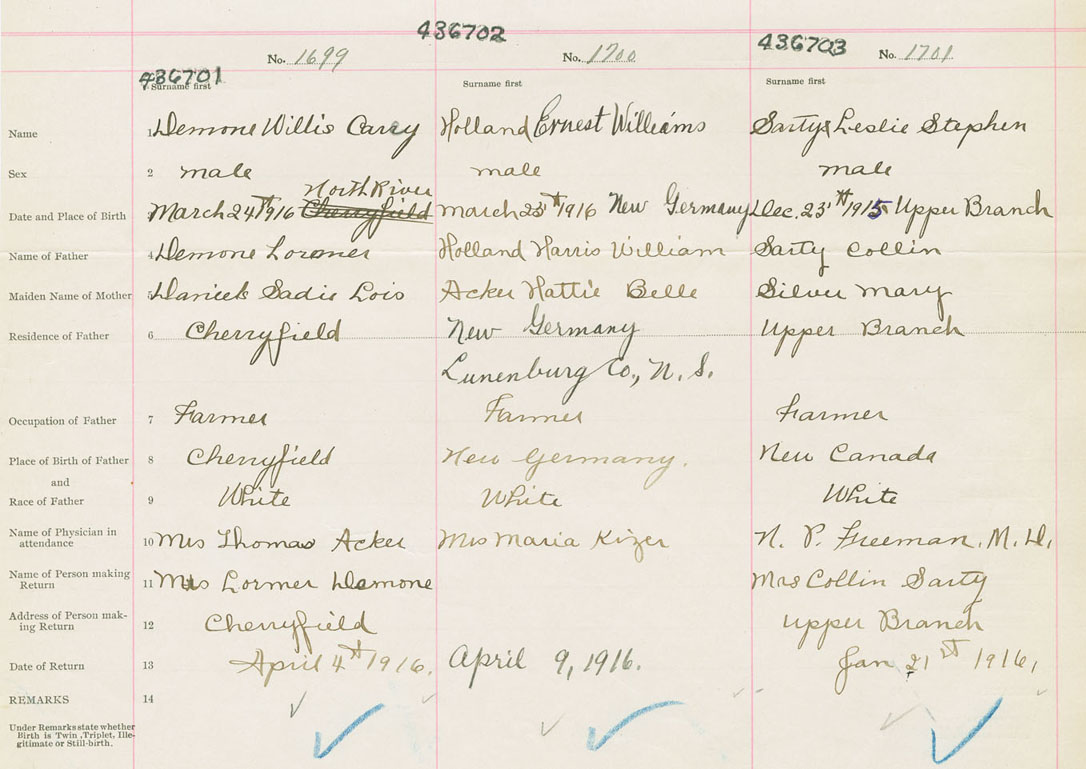 436702
436703
No. 1699 No. 1700 No. 1701
436701
Surname first Surname first Surname first
Name 1 Demone Willis Carey Holland Ernest Williams Sarty Leslie Stephen
Sex 2 male male male
North River
Date and Place of Birth 3 March 24th 1916 Cherryfield March 23th 1916 New Germany Dec. 23th 1915 Upper Branch
Name of Father 4 Demone Lormer Holland Harris William Sarty Collin
Maiden Name of Mother 5 Sadie Lois Acker Hattie Belle Silver Mary
Residence of Father 6 Cherryfield New Germany Upper Branch
Lunenburg Co., N. S.
Occupation of Father 7 Farmer Farmer Farmer
Place of Birth of Father 8 Cherryfield New Germany. New Canada
and
Race of Father 9 White White White
Name of Physician in
attendance 10 Mrs Thomas Acker Mrs Maria Kizer N. P. Freeman. M. D.
Name of Person making
Return 11 Mrs Lormer Demone Mrs Collin Sarty
Address of Person mak-
ing Return 12 Cherryfield Upper Branch
Date of Return 13 April 4th 1916. April 9, 1916. Jan 21st 1916,
REMARKS 14
Under Remarks state whether
Birth is Twin, Triplet, Ille-
gitimate or Still-birth.